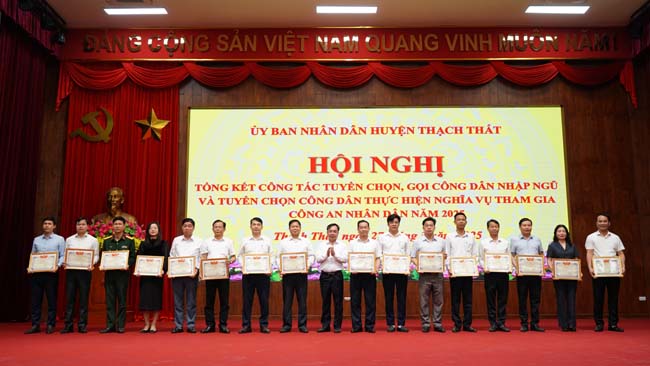 ĐẢNG CỘNG SẢN VIỆT NAM QUANG VINH MUÔN NĂM!
ỦY BAN NHÂN DÂN HUYỆN THẠCH THẤT
HỘI NGHỊ
TỔNG KẾT CÔNG TÁC TUYỂN CHỌN, GỌI CÔNG DÂN NHẬP NGŨ
VÀ TUYỂN CHỌN CÔNG DÂN THỰC HIỆN NGHĨA VỤ THAM GIA
CÔNG AN NHÂN DÂN NĂM